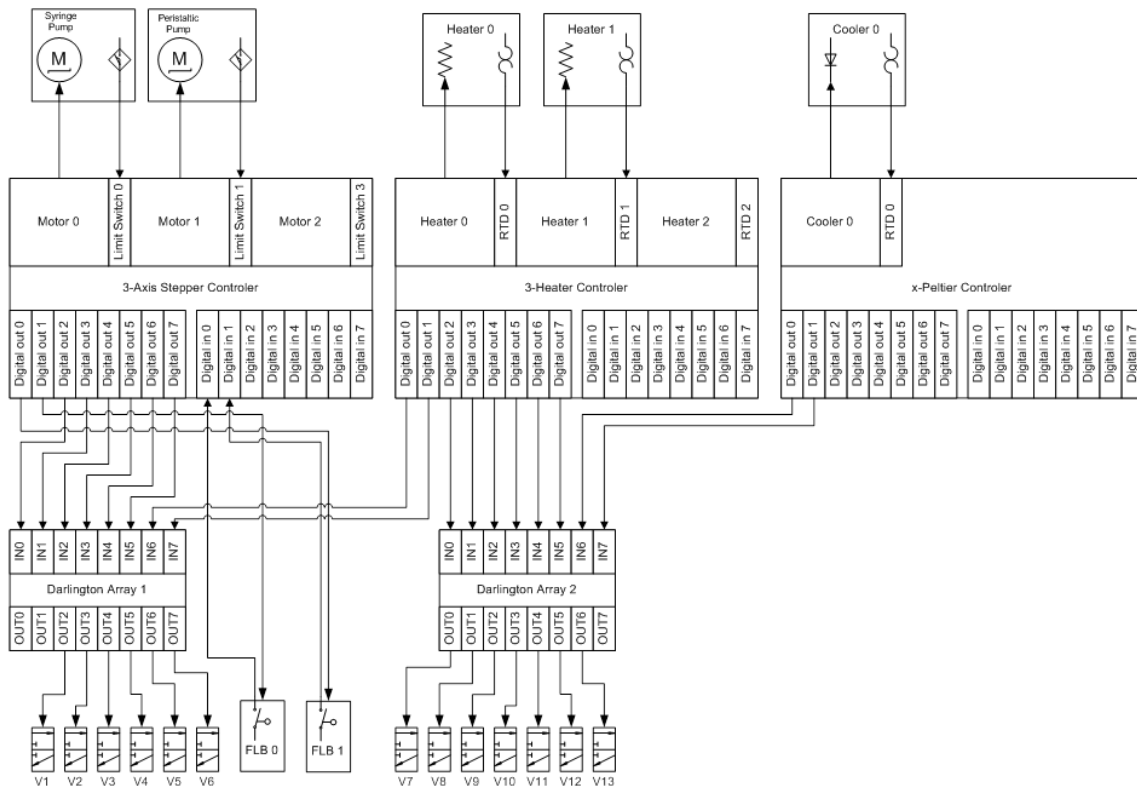 Syringe
Pump
M
Peristaltic
Pump
M
Heater 0
Heater 1
Cooler 0
Motor 0
Limit Switch 0
Motor 1
Limit Switch 1
Motor 2
Limit Switch 3
Heater 0
RTD 0
Heater 1
RTD 1
Heater 2
RTD 2
Cooler 0
RTD 0
3-Axis Stepper Controler
3-Heater Controler
x-Peltier Controler
Digital out 0
Digital out 1
Digital out 2
Digital out 3
Digital out 4
Digital out 5
Digital out 6
Digital out 7
Digital in 0
Digital in 1
Digital in 2
Digital in 3
Digital in 4
Digital in 5
Digital in 6
Digital in 7
Digital out 0
Digital out 1
Digital out 2
Digital out 3
Digital out 4
Digital out 5
Digital out 6
Digital out 7
Digital in 0
Digital in 1
Digital in 2
Digital in 3
Digital in 4
Digital in 5
Digital in 6
Digital in 7
Digital out 0
Digital out 1
Digital out 2
Digital out 3
Digital out 4
Digital out 5
Digital out 6
Digital out 7
Digital in 0
Digital in 1
Digital in 2
Digital in 3
Digital in 4
Digital in 5
Digital in 6
Digital in 7
IN0
IN1
IN2
IN3
IN4
IN5
IN6
IN7
Darlington Array 1
OUT0
OUT1
OUT2
OUT3
OUT4
OUT5
OUT6
OUT7
IN0
IN1
IN2
IN3
IN4
IN5
IN6
IN7
Darlington Array 2
OUT0
OUT1
OUT2
OUT3
OUT4
OUT5
OUT6
OUT7
FLB 0
FLB 1
V1
V2
V3
V4
V5
V6
V7
V8
V9
V10
V11
V12
V13